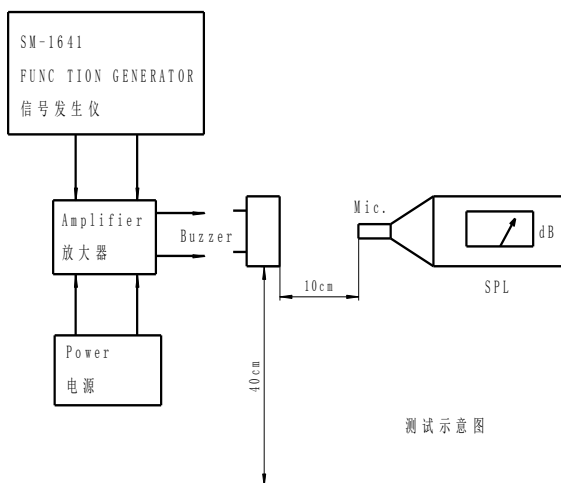 SM-1641
FUNC TION GENERATOR
信号发生仪
Amplifier
放大器
Buzzer
Mic.
dB
SPL
10cm
Power
电源
40cm
测试示意图